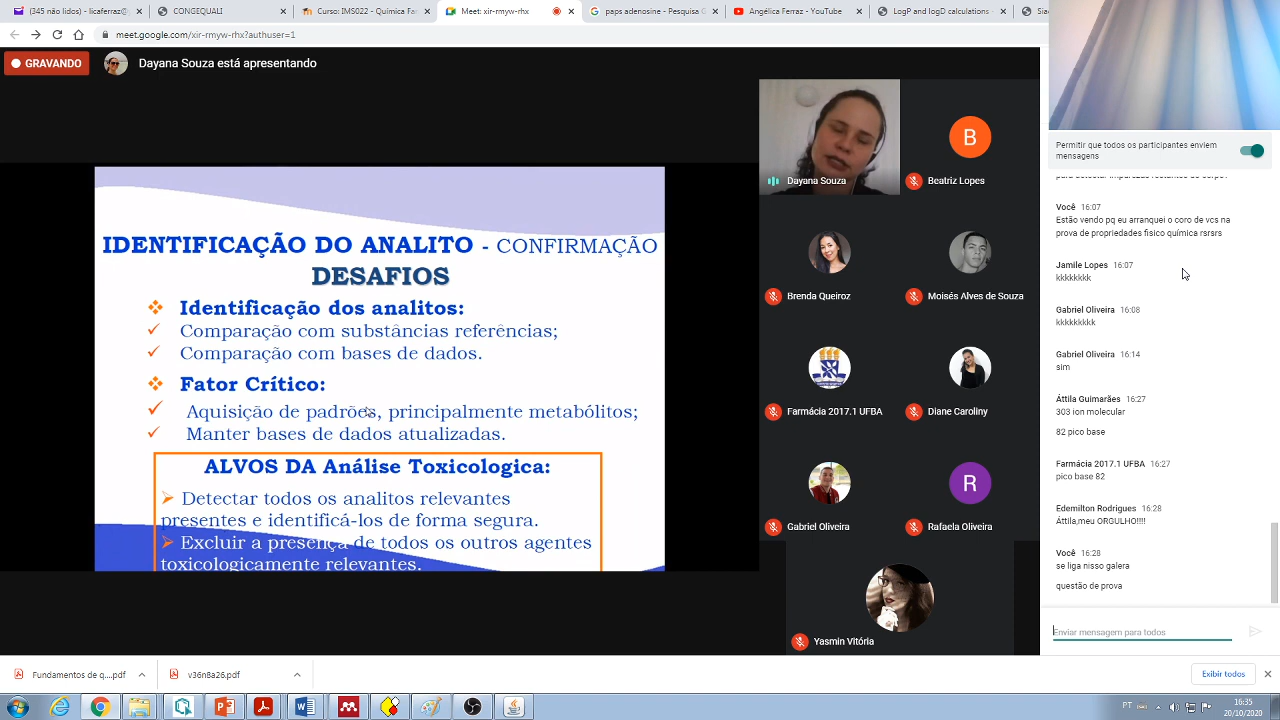 (345 não lidos) - licaferraz@
CONGEQUALI
Curso: IMS022 - Química Far
Meet: xir-rmyw-rhx
paps adenosine - Pesquisa G
Angélica Ferraz - YouTube
LogP and logD calculations
meet.google.com/xir-rmyw-rhx?authuser=1
GRAVANDO
Dayana Souza está apresentando
IDENTIFICAÇÃO DO ANALITO - CONFIRMAÇÃO
DESAFIOS
Identificação dos analitos:
Comparação com substâncias referências;
Comparação com bases de dados.
Fator Crítico:
Aquisição de padrões, principalmente metabólitos;
Manter bases de dados atualizadas.
ALVOS DA Análise Toxicologica:
Detectar todos os analitos relevantes
presentes e identificá-los de forma segura.
Excluir a presença de todos os outros agentes
toxicologicamente relevantes.
Dayana Souza
B
Beatriz Lopes
Brenda Queiroz
Moisés Alves de Souza
Farmácia 2017.1 UFBA
Diane Caroliny
Gabriel Oliveira
R
Rafaela Oliveira
Yasmin Vitória
Permitir que todos os participantes enviem
mensagens
Você 16:07
Estão vendo pq eu arranquei o coro de vcs na
prova de propriedades fisico química rsrsrs
Jamile Lopes 16:07
kkkkkkkk
Gabriel Oliveira 16:08
kkkkkkkkk
Gabriel Oliveira 16:14
sim
Áttila Guimarães 16:27
303 ion molecular
82 pico base
Farmácia 2017.1 UFBA 16:27
pico base 82
Edemilton Rodrigues 16:28
Áttila,meu ORGULHO!!!!
Você 16:28
se liga nisso galera
questão de prova
Enviar mensagem para todos
Fundamentos de q....pdf
v36n8a26.pdf
Exibir todos
PT
16:35
20/10/2020